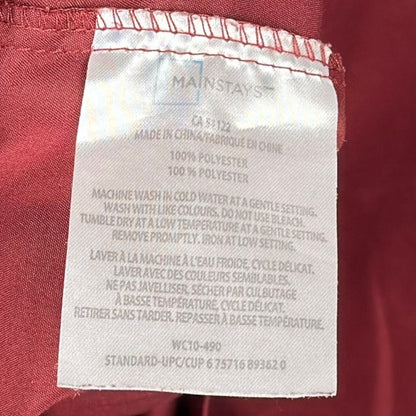 MAINSTAYS™
CA 54122
MADE IN CHINA/FABRIQUÉ EN CHINE
100% POLYESTER
100 % POLYESTER
MACHINE WASH IN COLD WATER AT A GENTLE SETTING.
WASH WITH LIKE COLOURS. DO NOT USE BLEACH.
TUMBLE DRY AT A LOW TEMPERATURE AT A GENTLE SETTING.
REMOVE PROMPTLY. IRON AT LOW SETTING.
LAVER À LA MACHINE À L'EAU FROIDE, CYCLE DÉLICAT.
LAVER AVEC DES COULEURS SEMBLABLES.
NE PAS JAVELLISER, SÉCHER PAR CULBUTAGE
À BASSE TEMPÉRATURE, CYCLE DÉLICAT.
RETIRER SANS TARDER. REPASSER À BASSE TEMPÉRATURE.
WC10-490
STANDARD-UPC/CUP 6 75716 89362 0